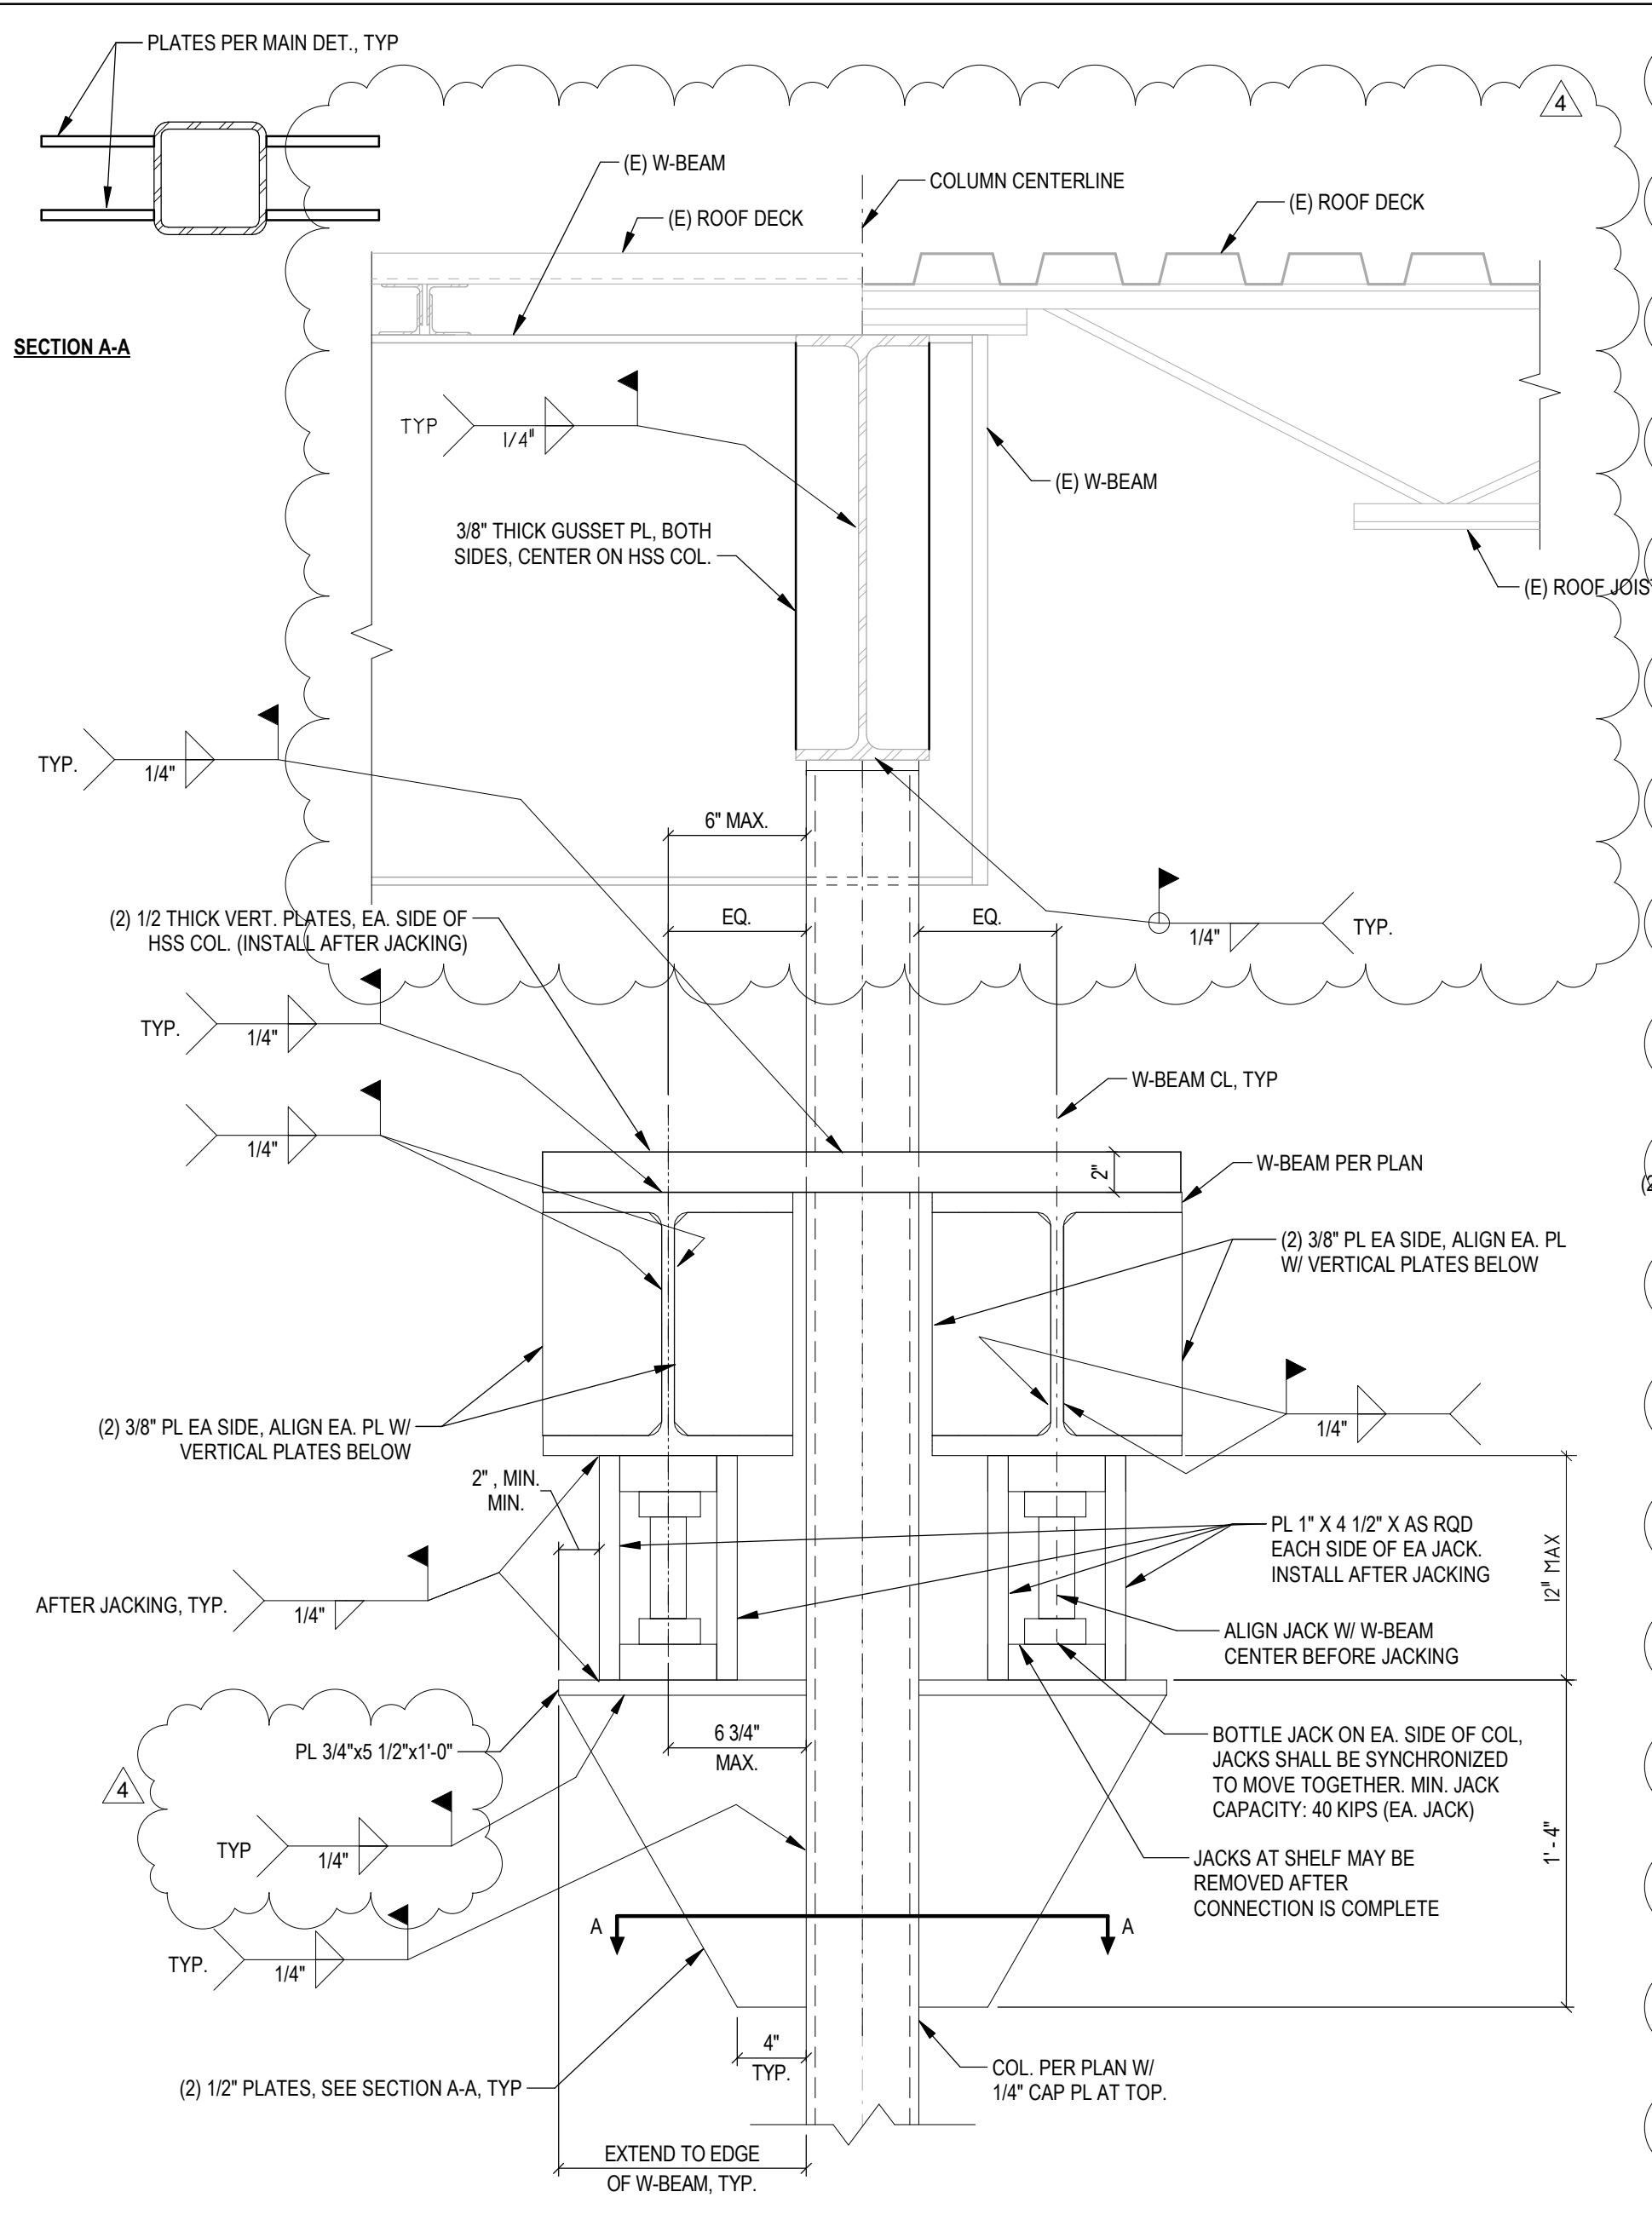 PLATES PER MAIN DET., TYP
4
(E) W-BEAM
COLUMN CENTERLINE
(E) ROOF DECK
(E) ROOF DECK
SECTION A-A
TYP
1/4"
(E) W-BEAM
3/8" THICK GUSSET PL, BOTH
SIDES, CENTER ON HSS COL.
(E) ROOF JOIS
TYP.
1/4"
6" MAX.
(2) 1/2 THICK VERT. PLATES, EA. SIDE OF
HSS COL. (INSTALL AFTER JACKING)
EQ.
EQ.
1/4"
TYP.
TYP.
1/4"
W-BEAM CL, TYP
1/4"
2"
W-BEAM PER PLAN
(2
(2) 3/8" PL EA SIDE, ALIGN EA. PL
W/ VERTICAL PLATES BELOW
(2) 3/8" PL EA SIDE, ALIGN EA. PL W/
VERTICAL PLATES BELOW
1/4"
2" , MIN.
MIN.
PL 1" X 4 1/2" X AS RQD
EACH SIDE OF EA JACK.
INSTALL AFTER JACKING
12" MAX
AFTER JACKING, TYP.
1/4"
ALIGN JACK W/ W-BEAM
CENTER BEFORE JACKING
6 3/4"
MAX.
PL 3/4"x5 1/2"x1'-0"
4
BOTTLE JACK ON EA. SIDE OF COL,
JACKS SHALL BE SYNCHRONIZED
TO MOVE TOGETHER. MIN. JACK
CAPACITY: 40 KIPS (EA. JACK)
TYP
1/4"
1' - 4"
JACKS AT SHELF MAY BE
REMOVED AFTER
CONNECTION IS COMPLETE
A
A
TYP.
1/4"
4"
TYP.
COL. PER PLAN W/
1/4" CAP PL AT TOP.
(2) 1/2" PLATES, SEE SECTION A-A, TYP
EXTEND TO EDGE
OF W-BEAM, TYP.